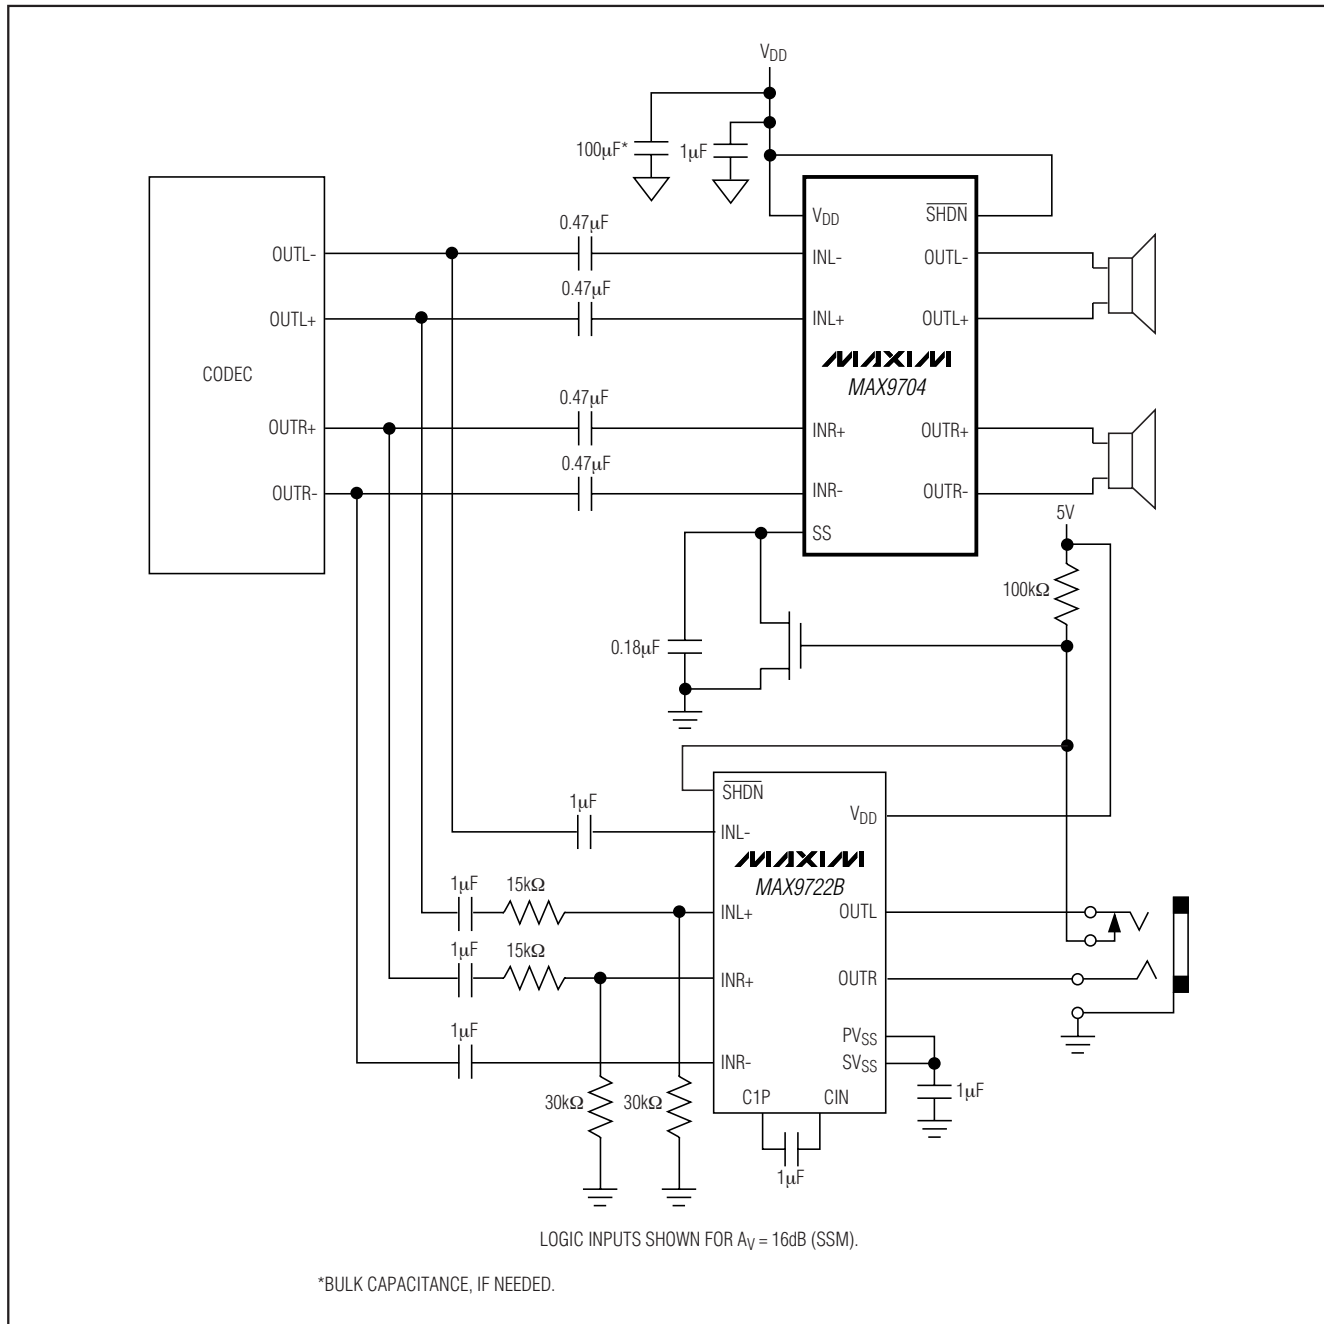 VDD
100µF*
1µF
VDD
SHDN
0.47µF
OUTL-
INL-
OUTL-
0.47µF
OUTL+
INL+
OUTL+
MAXIM
CODEC
MAX9704
0.47µF
OUTR+
INR+
OUTR+
0.47µF
OUTR-
INR-
OUTR-
5V
SS
100kΩ
0.18µF
SHDN
1µF
VDD
INL-
MAXIM
1µF
15kΩ
MAX9722B
INL+
OUTL
1µF
15kΩ
INR+
OUTR
1µF
PVSS
INR-
SVSS
30kΩ
30kΩ
C1P
CIN
1µF
1µF
LOGIC INPUTS SHOWN FOR AV = 16dB (SSM).
*BULK CAPACITANCE, IF NEEDED.